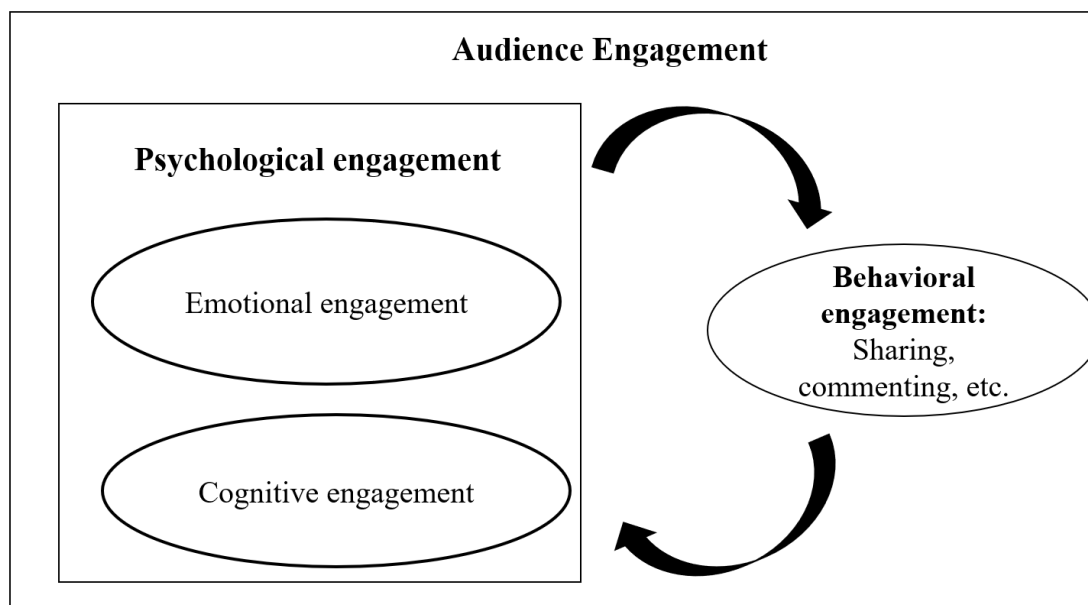 Audience Engagement
Psychological engagement
Emotional engagement
Cognitive engagement
Behavioral
engagement:
Sharing,
commenting, etc.